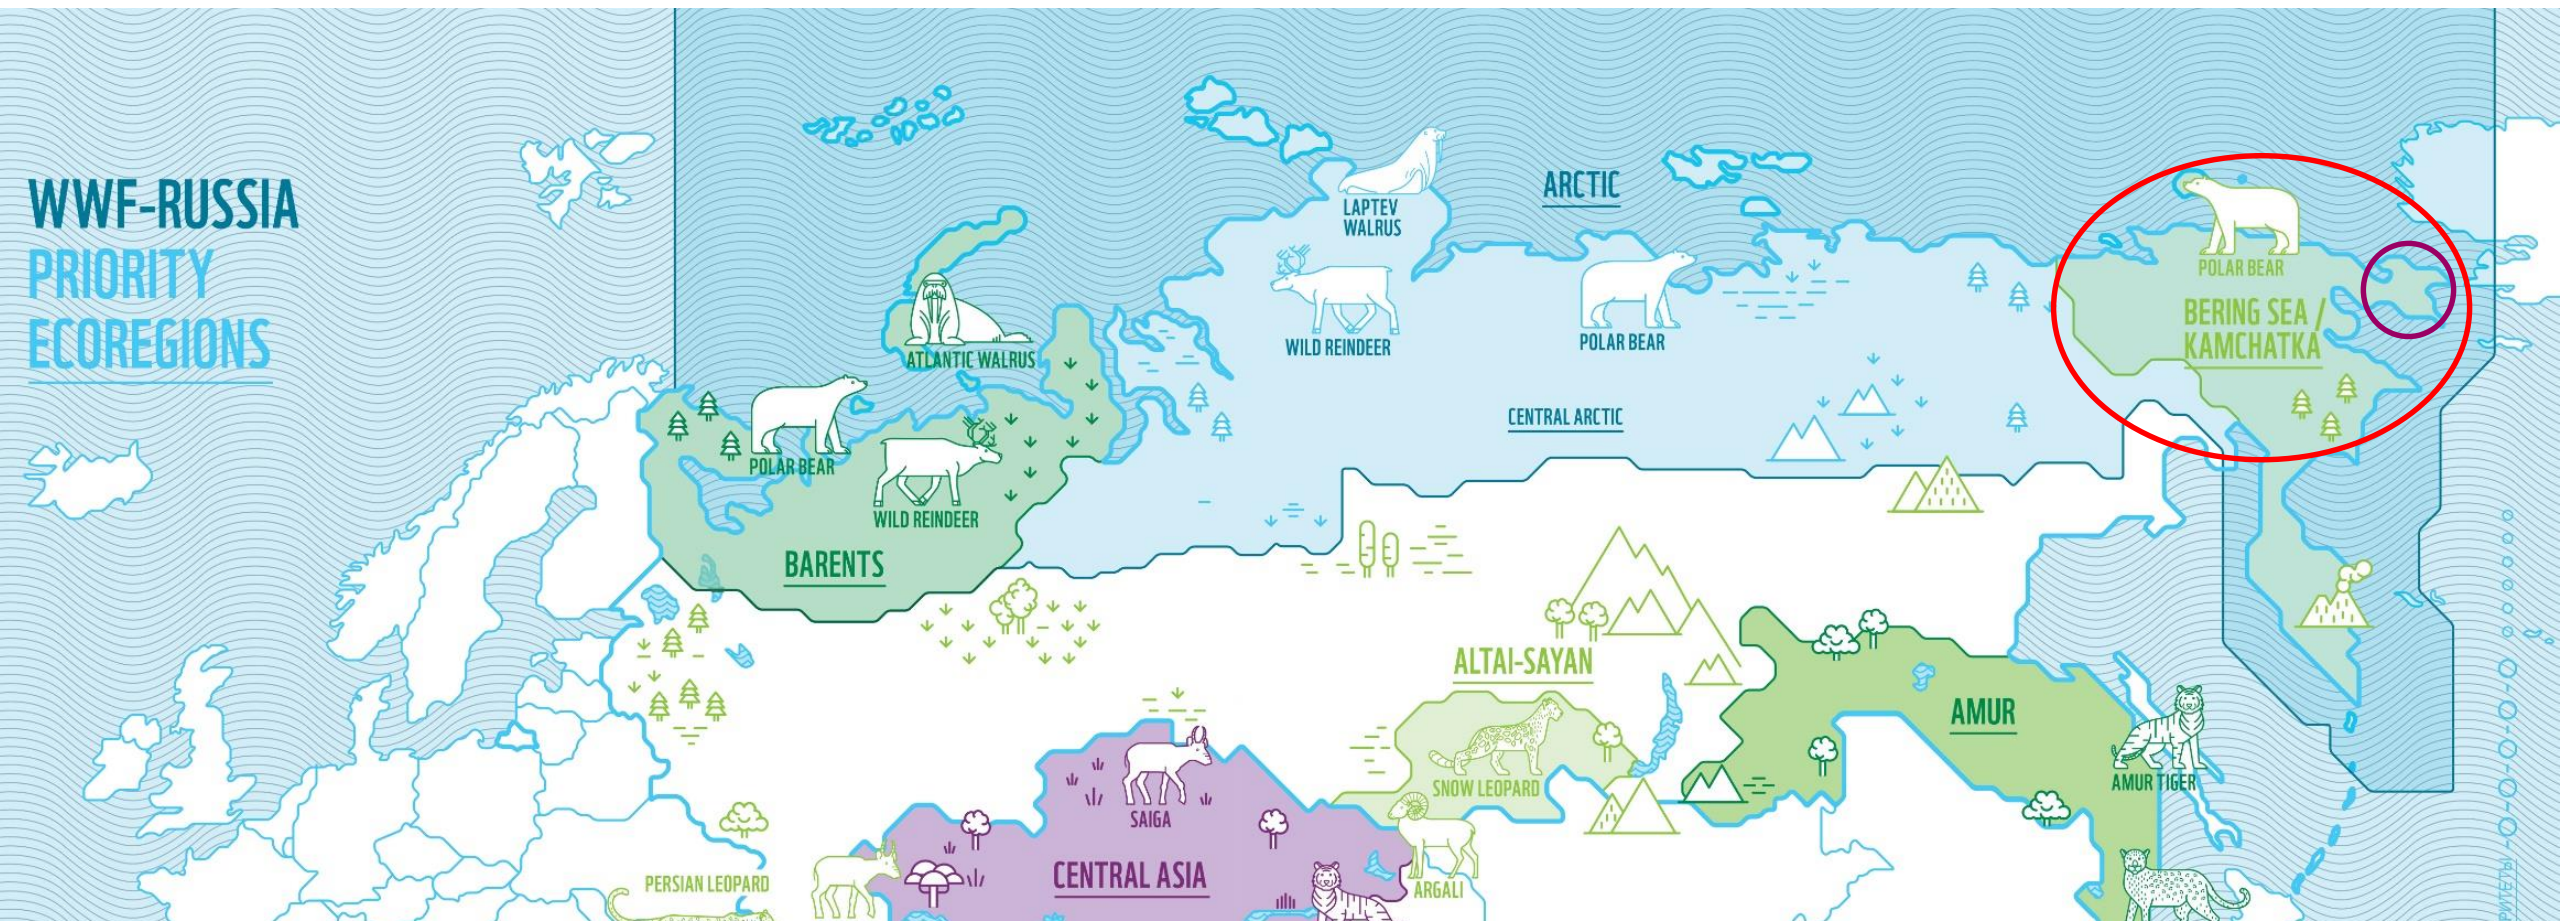 WWF-RUSSIA
PRIORITY
ECOREGIONS
LAPTEV
WALRUS
ARCTIC
POLAR BEAR
BERING SEA /
KAMCHATKA
WILD REINDEER
POLAR BEAR
ATLANTIC WALRUS
CENTRAL ARCTIC
POLAR BEAR
WILD REINDEER
BARENTS
ALTAI-SAYAN
SNOW LEOPARD
AMUR
AMUR TIGER
SAIGA
CENTRAL ASIA
PERSIAN LEOPARD
ARGALI